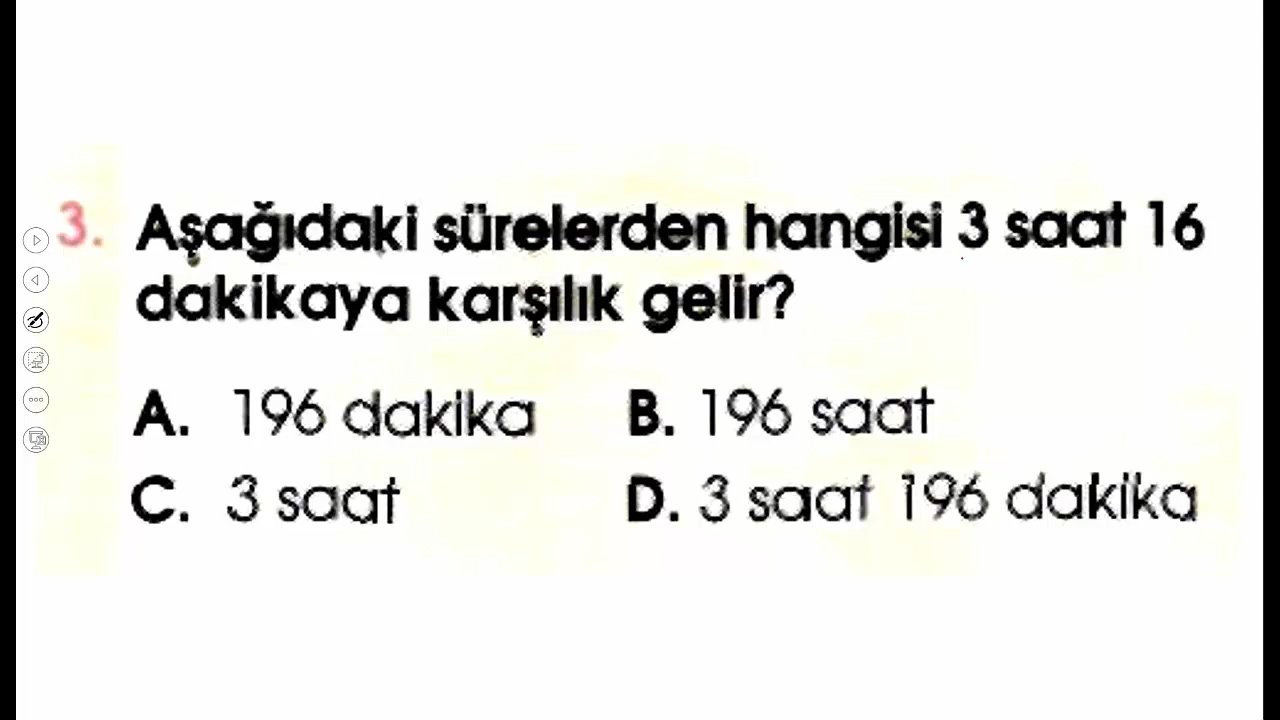 3. Aşağıdaki sürelerden hangisi 3 saat 16
dakikaya karşılık gelir?
A. 196 dakika B. 196 saat
C. 3 saat D. 3 saat 196 dakika